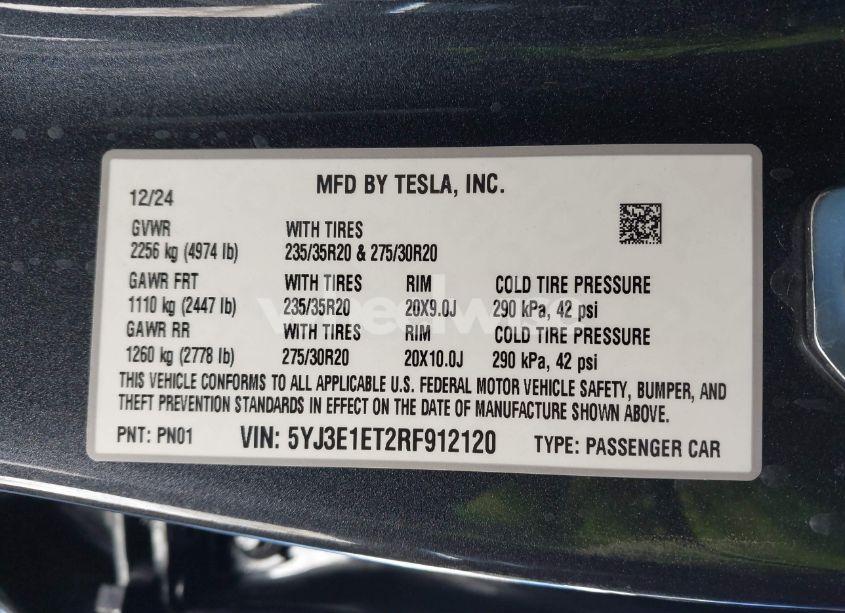 MFD BY TESLA, INC.
12/24
GVWR WITH TIRES
2256 kg (4974 lb) 235/35R20 & 275/30R20
GAWR FRT WITH TIRES RIM COLD TIRE PRESSURE
1110 kg (2447 lb) 235/35R20 20X9.0J 290 kPa, 42 psi
GAWR RR WITH TIRES RIM COLD TIRE PRESSURE
1260 kg (2778 lb) 275/30R20 20X10.0J 290 kPa, 42 psi
THIS VEHICLE CONFORMS TO ALL APPLICABLE U.S. FEDERAL MOTOR VEHICLE SAFETY, BUMPER, AND
THEFT PREVENTION STANDARDS IN EFFECT ON THE DATE OF MANUFACTURE SHOWN ABOVE.
PNT: PN01 VIN: 5YJ3E1ET2RF912120 TYPE: PASSENGER CAR